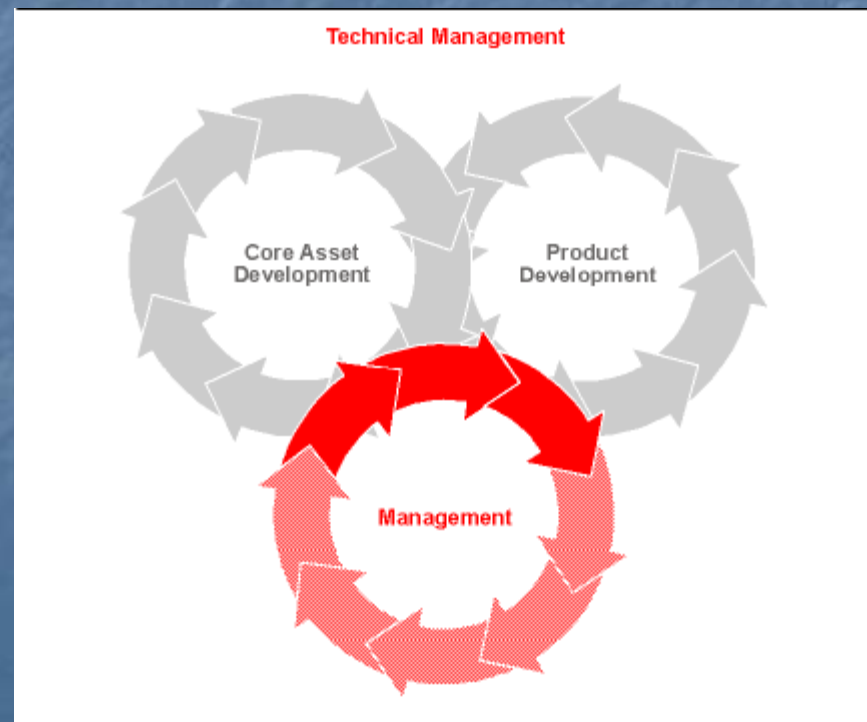 Technical Management
Core Asset
Development
Product
Development
Management